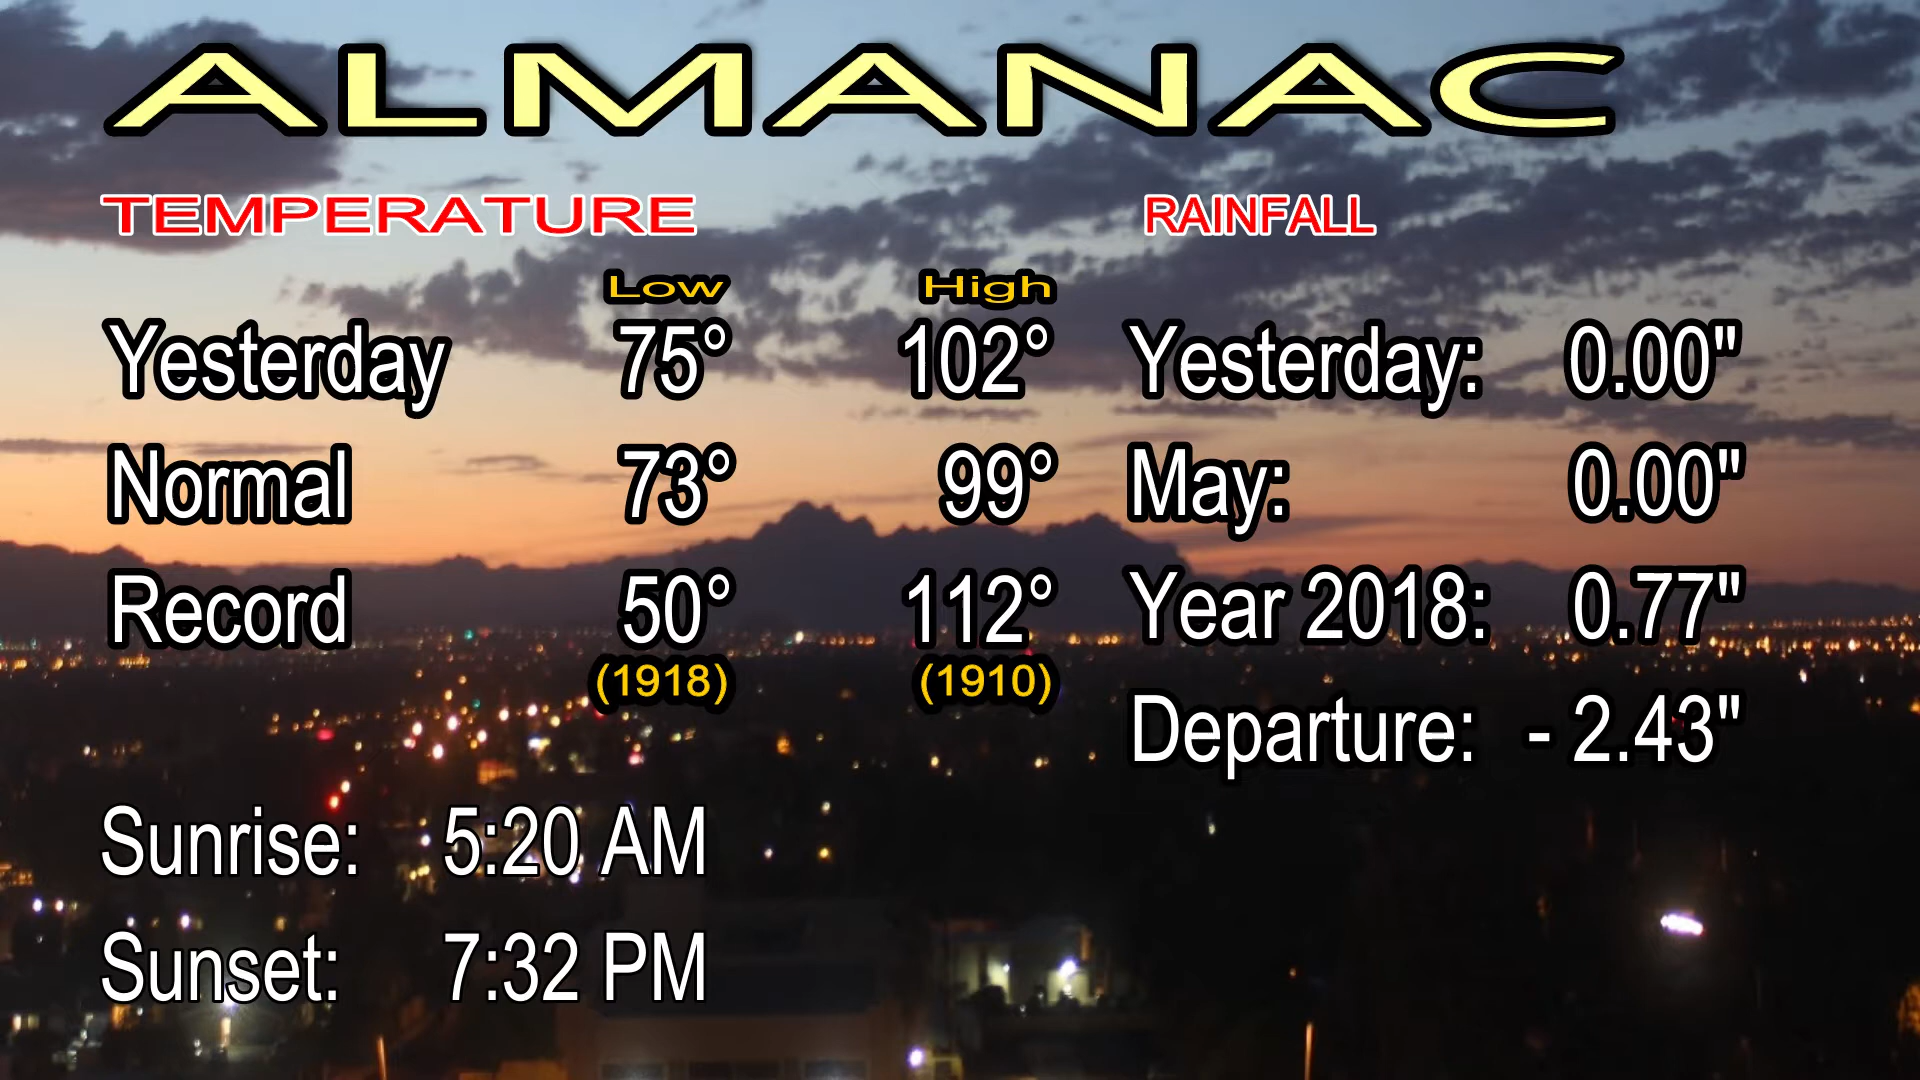 ALMANAC
TEMPERATURE
Low High
Yesterday 75° 102°
Normal 73° 99°
Record 50° 112°
(1918) (1910)
RAINFALL
Yesterday: 0.00"
May: 0.00"
Year 2018: 0.77"
Departure: - 2.43"
Sunrise: 5:20 AM
Sunset: 7:32 PM